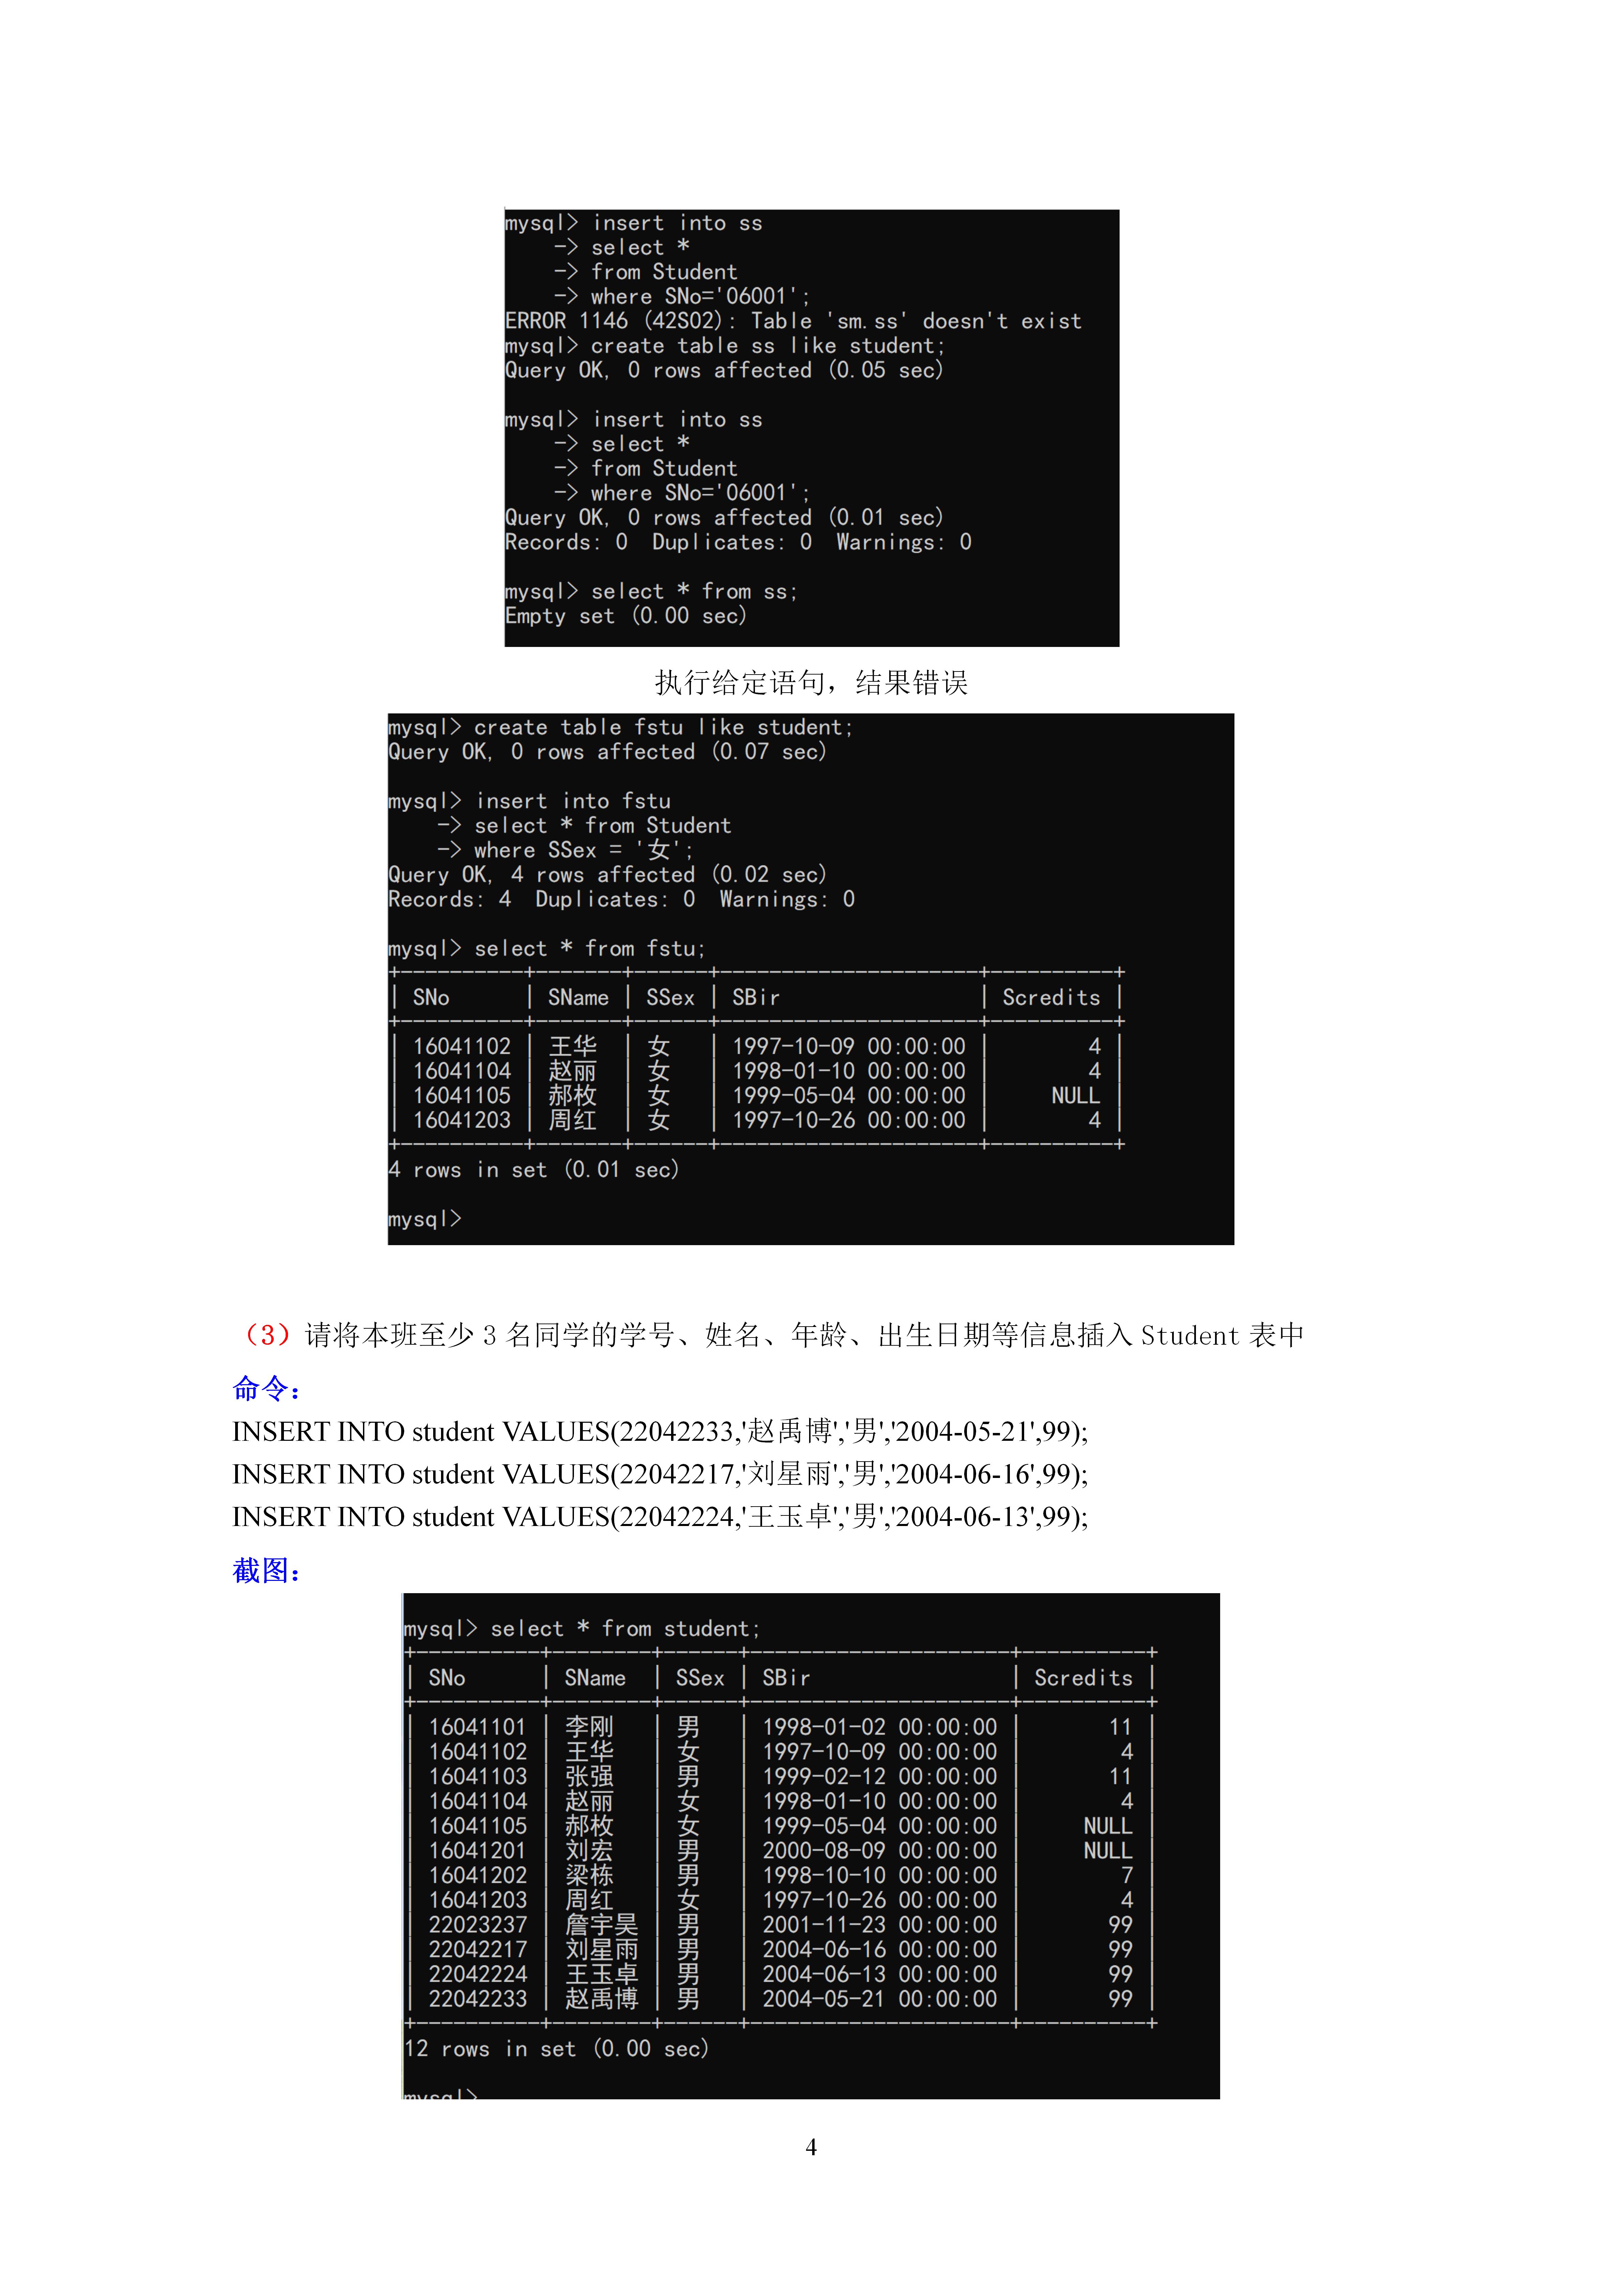 mysql> insert into ss
    -> select *
    -> from Student
    -> where SNo='06001';
ERROR 1146 (42S02): Table 'sm.ss' doesn't exist
mysql> create table ss like student;
Query OK, 0 rows affected (0.05 sec)
mysql> insert into ss
    -> select *
    -> from Student
    -> where SNo='06001';
Query OK, 0 rows affected (0.01 sec)
Records: 0  Duplicates: 0  Warnings: 0
mysql> select * from ss;
Empty set (0.00 sec)
执行给定语句，结果错误
mysql> create table fstu like student;
Query OK, 0 rows affected (0.07 sec)
mysql> insert into fstu
    -> select * from Student
    -> where SSex = '女';
Query OK, 4 rows affected (0.02 sec)
Records: 4  Duplicates: 0  Warnings: 0
mysql> select * from fstu;
| SNo | SName | SSex | SBir | Scredits |
| 16041102 | 王华 | 女 | 1997-10-09 00:00:00 | 4 |
| 16041104 | 赵丽 | 女 | 1998-01-10 00:00:00 | 4 |
| 16041105 | 郝枚 | 女 | 1999-05-04 00:00:00 | NULL |
| 16041203 | 周红 | 女 | 1997-10-26 00:00:00 | 4 |
4 rows in set (0.01 sec)
mysql>
（3）请将本班至少 3 名同学的学号、姓名、年龄、出生日期等信息插入 Student 表中
命令：
INSERT INTO student VALUES(22042233,'赵禹博','男','2004-05-21',99);
INSERT INTO student VALUES(22042217,'刘星雨','男','2004-06-16',99);
INSERT INTO student VALUES(22042224,'王玉卓','男','2004-06-13',99);
截图：
mysql> select * from student;
| SNo | SName | SSex | SBir | Scredits |
| 16041101 | 李刚 | 男 | 1998-01-02 00:00:00 | 11 |
| 16041102 | 王华 | 女 | 1997-10-09 00:00:00 | 4 |
| 16041103 | 张强 | 男 | 1999-02-12 00:00:00 | 11 |
| 16041104 | 赵丽 | 女 | 1998-01-10 00:00:00 | 4 |
| 16041105 | 郝枚 | 女 | 1999-05-04 00:00:00 | NULL |
| 16041201 | 刘宏 | 男 | 2000-08-09 00:00:00 | NULL |
| 16041202 | 梁栋 | 男 | 1998-10-10 00:00:00 | 7 |
| 16041203 | 周红 | 女 | 1997-10-26 00:00:00 | 4 |
| 22023237 | 詹宇昊 | 男 | 2001-11-23 00:00:00 | 99 |
| 22042217 | 刘星雨 | 男 | 2004-06-16 00:00:00 | 99 |
| 22042224 | 王玉卓 | 男 | 2004-06-13 00:00:00 | 99 |
| 22042233 | 赵禹博 | 男 | 2004-05-21 00:00:00 | 99 |
12 rows in set (0.00 sec)
mysql>
4